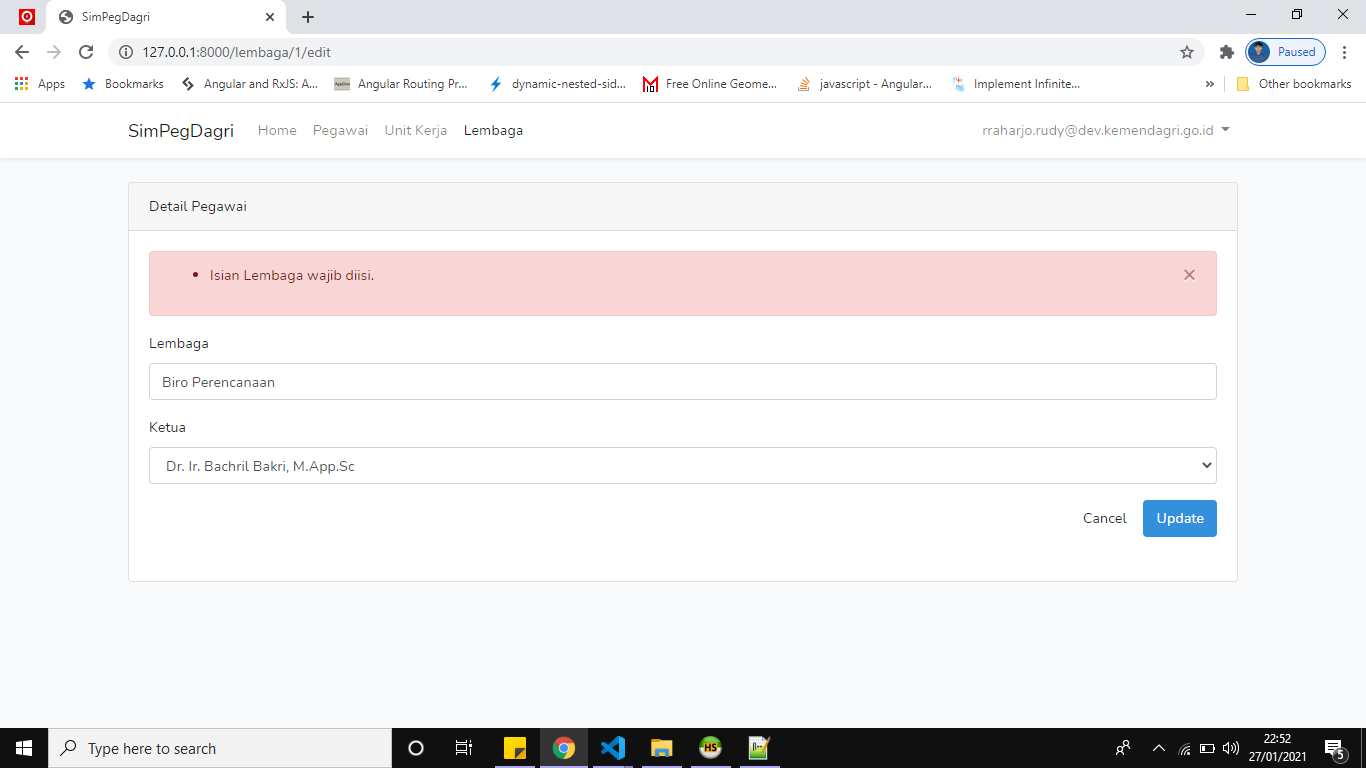 SimPegDagri
127.0.0.1:8000/lembaga/1/edit
Paused
Apps
Bookmarks
Angular and RxJS: A...
Angular Routing Pr...
dynamic-nested-sid...
Free Online Geome...
javascript - Angular...
Implement Infinite...
»
Other bookmarks
SimPegDagri
Home
Pegawai
Unit Kerja
Lembaga
rraharjo.rudy@dev.kemendagri.go.id
Detail Pegawai
Isian Lembaga wajib diisi.
Lembaga
Biro Perencanaan
Ketua
Dr. Ir. Bachril Bakri, M.App.Sc
Cancel
Update
Type here to search
HS
22:52
27/01/2021
5